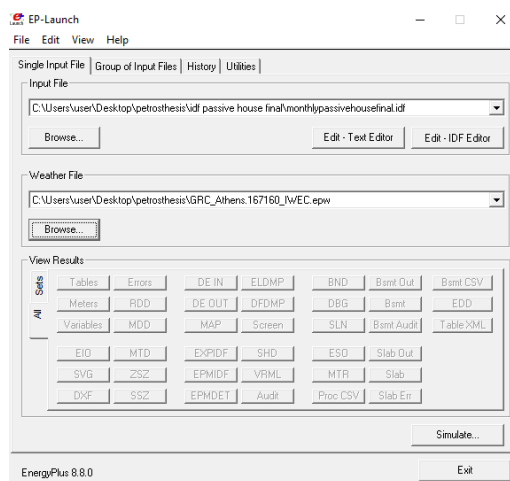 EP-Launch
File Edit View Help
Single Input File Group of Input Files History Utilities
Input File
C:\Users\user\Desktop\petrosthesis\idf passive house final\monthlypassivehousefinal.idf
Browse... Edit - Text Editor Edit - IDF Editor
Weather File
C:\Users\user\Desktop\petrosthesis\GRC_Athens.167160_IWEC.epw
Browse...
View Results
Sets
All
Tables Errors DE IN ELDMP BND Bsmt Out Bsmt CSV
Meters RDD DE OUT DFDMP DBG Bsmt EDD
Variables MDD MAP Screen SLN Bsmt Audit Table XML
EIO MTD EXPIDF SHD ESO Slab Out
SVG ZSZ EPMIDF VRML MTR Slab
DXF SSZ EPMDET Audit Proc CSV Slab Err
Simulate...
EnergyPlus 8.8.0 Exit